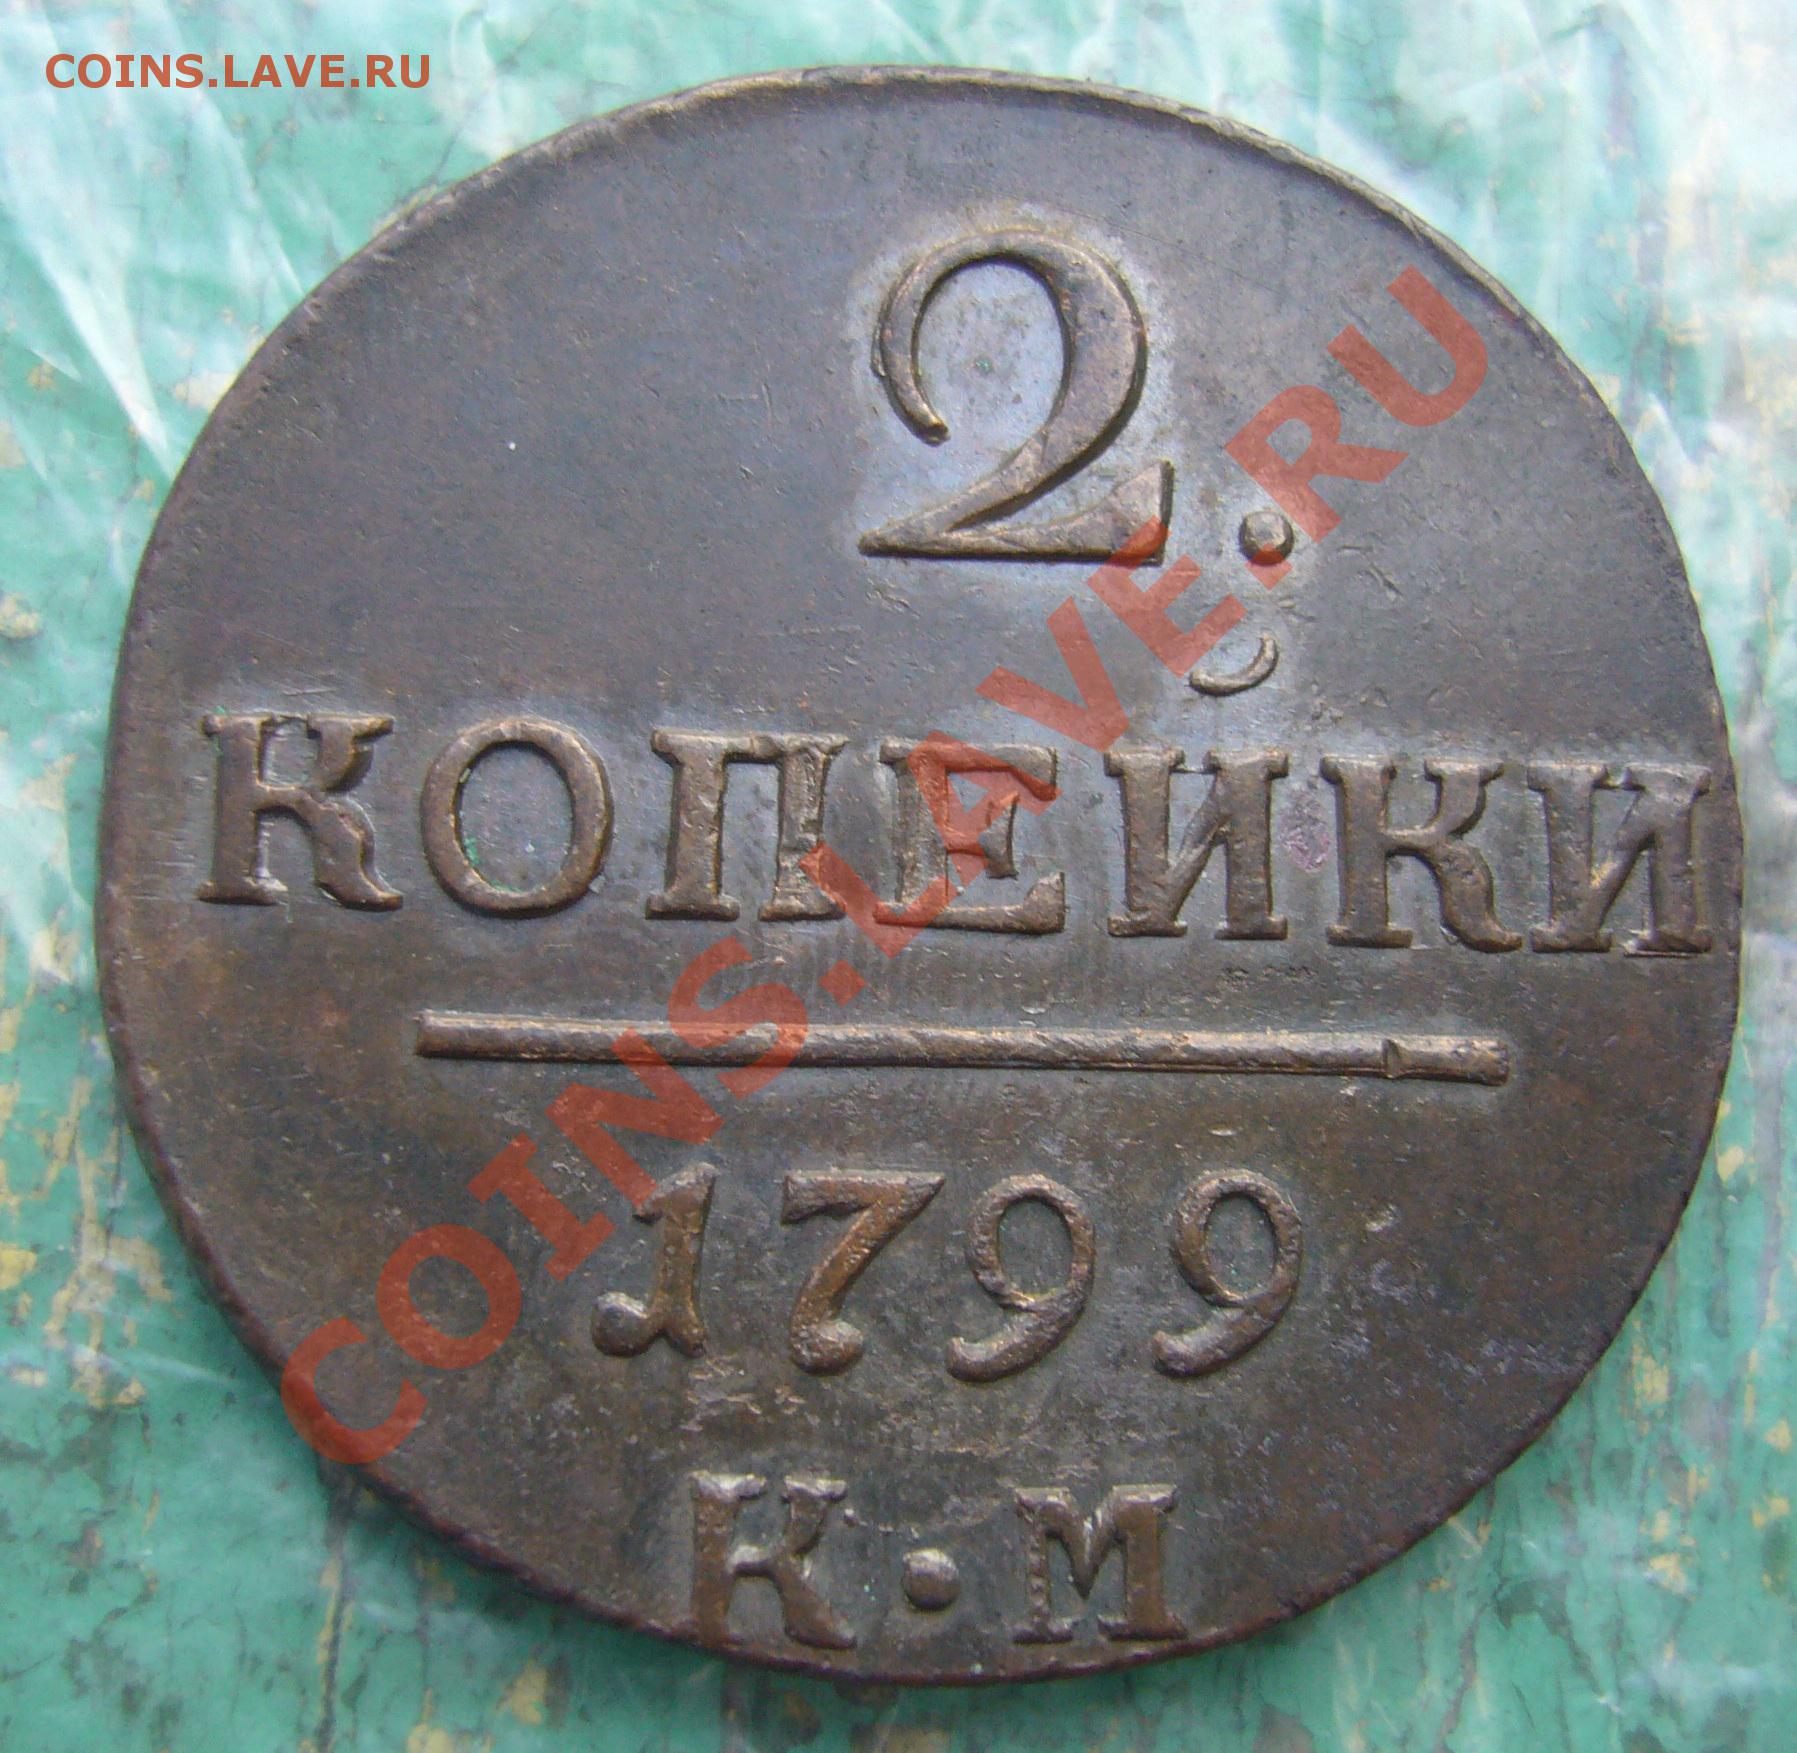 COINS.LAVE.RU
2.
КОПЕЙКИ
1799
К•М
COINS.LAVE.RU